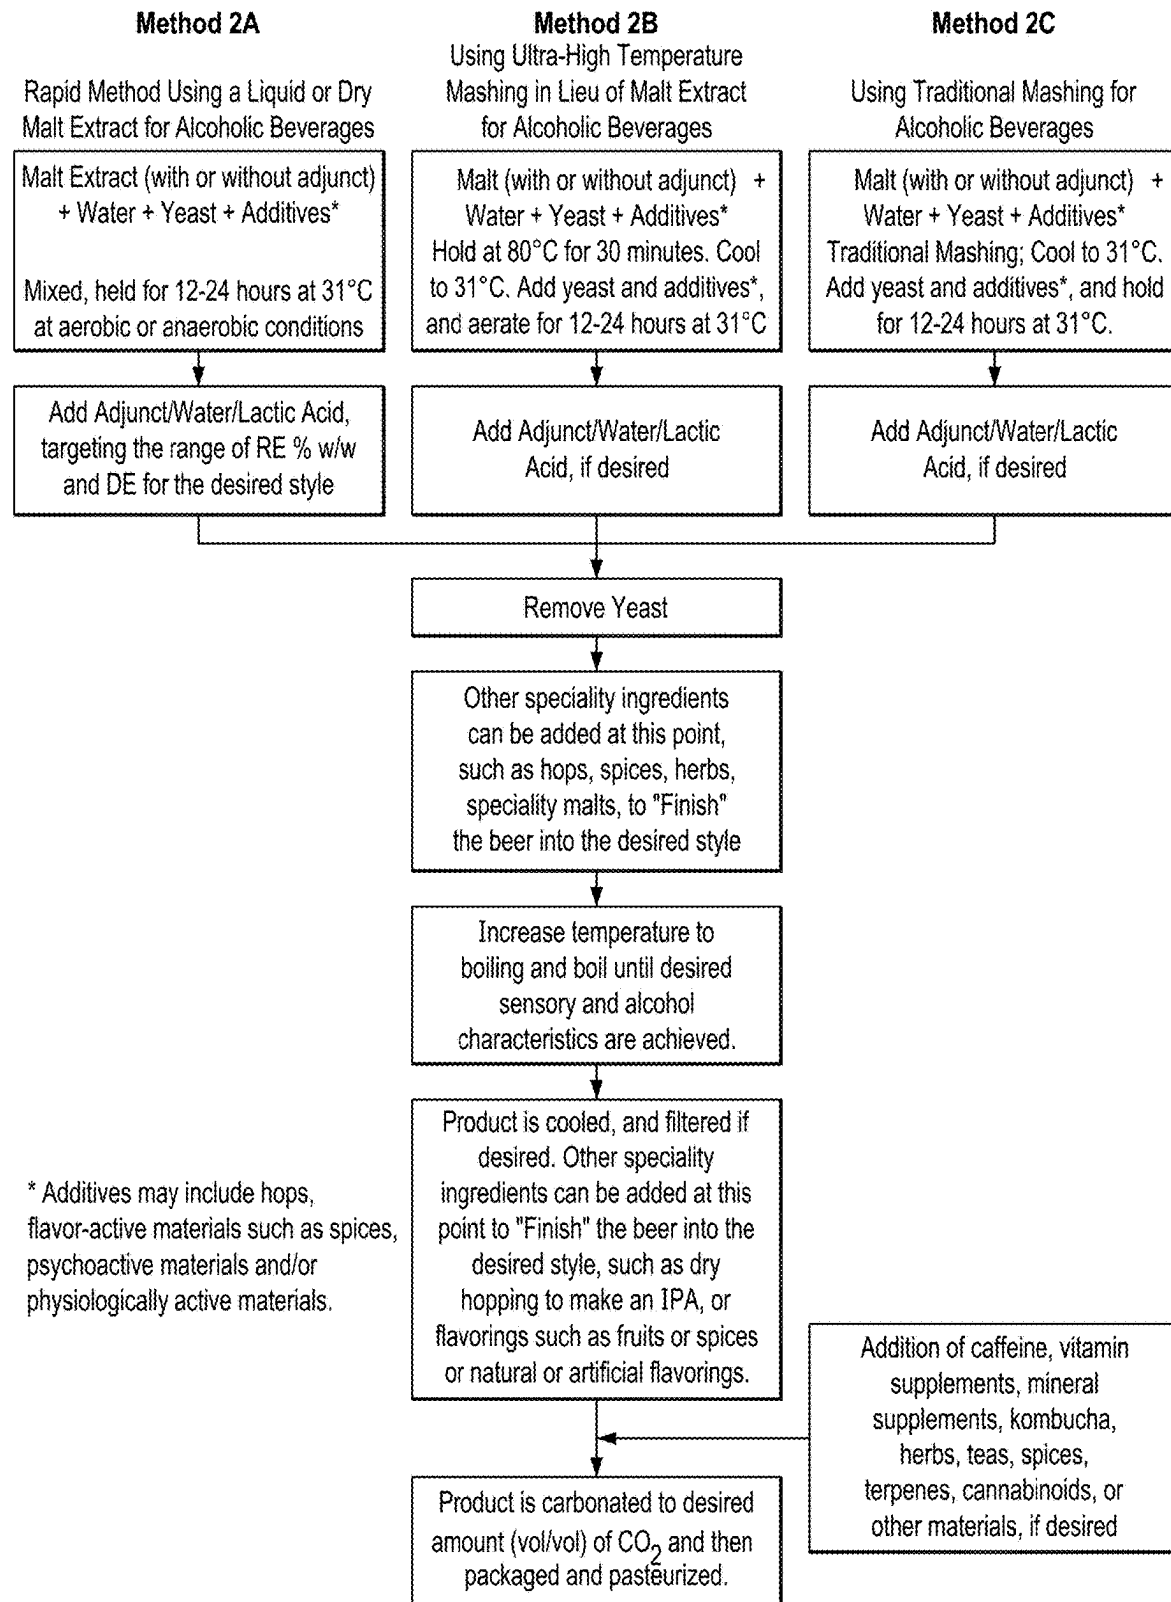 Method 2A
Rapid Method Using a Liquid or Dry
Malt Extract for Alcoholic Beverages
Method 2B
Using Ultra-High Temperature
Mashing in Lieu of Malt Extract
for Alcoholic Beverages
Method 2C
Using Traditional Mashing for
Alcoholic Beverages
Malt Extract (with or without adjunct)
+ Water + Yeast + Additives*
Mixed, held for 12-24 hours at 31°C
at aerobic or anaerobic conditions
Malt (with or without adjunct) +
Water + Yeast + Additives*
Hold at 80°C for 30 minutes. Cool
to 31°C. Add yeast and additives*,
and aerate for 12-24 hours at 31°C
Malt (with or without adjunct) +
Water + Yeast + Additives*
Traditional Mashing; Cool to 31°C.
Add yeast and additives*, and hold
for 12-24 hours at 31°C.
Add Adjunct/Water/Lactic Acid,
targeting the range of RE % w/w
and DE for the desired style
Add Adjunct/Water/Lactic
Acid, if desired
Add Adjunct/Water/Lactic
Acid, if desired
Remove Yeast
Other speciality ingredients
can be added at this point,
such as hops, spices, herbs,
speciality malts, to "Finish"
the beer into the desired style
Increase temperature to
boiling and boil until desired
sensory and alcohol
characteristics are achieved.
Product is cooled, and filtered if
desired. Other speciality
ingredients can be added at this
point to "Finish" the beer into the
desired style, such as dry
hopping to make an IPA, or
flavorings such as fruits or spices
or natural or artificial flavorings.
* Additives may include hops,
flavor-active materials such as spices,
psychoactive materials and/or
physiologically active materials.
Addition of caffeine, vitamin
supplements, mineral
supplements, kombucha,
herbs, teas, spices,
terpenes, cannabinoids, or
other materials, if desired
Product is carbonated to desired
amount (vol/vol) of CO2 and then
packaged and pasteurized.